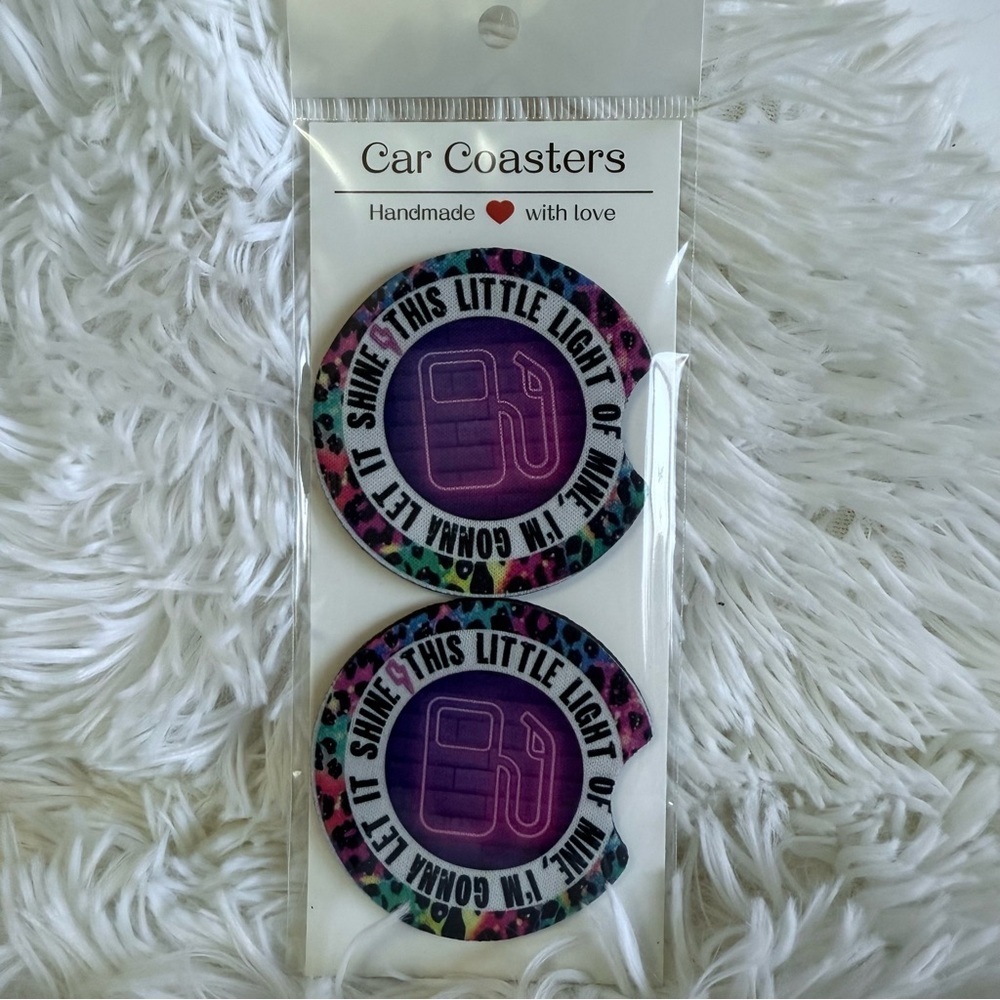 Car Coasters
Handmade ❤ with love
THIS LITTLE LIGHT OF MINE, I'M GONNA LET IT SHINE
THIS LITTLE LIGHT OF MINE, I'M GONNA LET IT SHINE